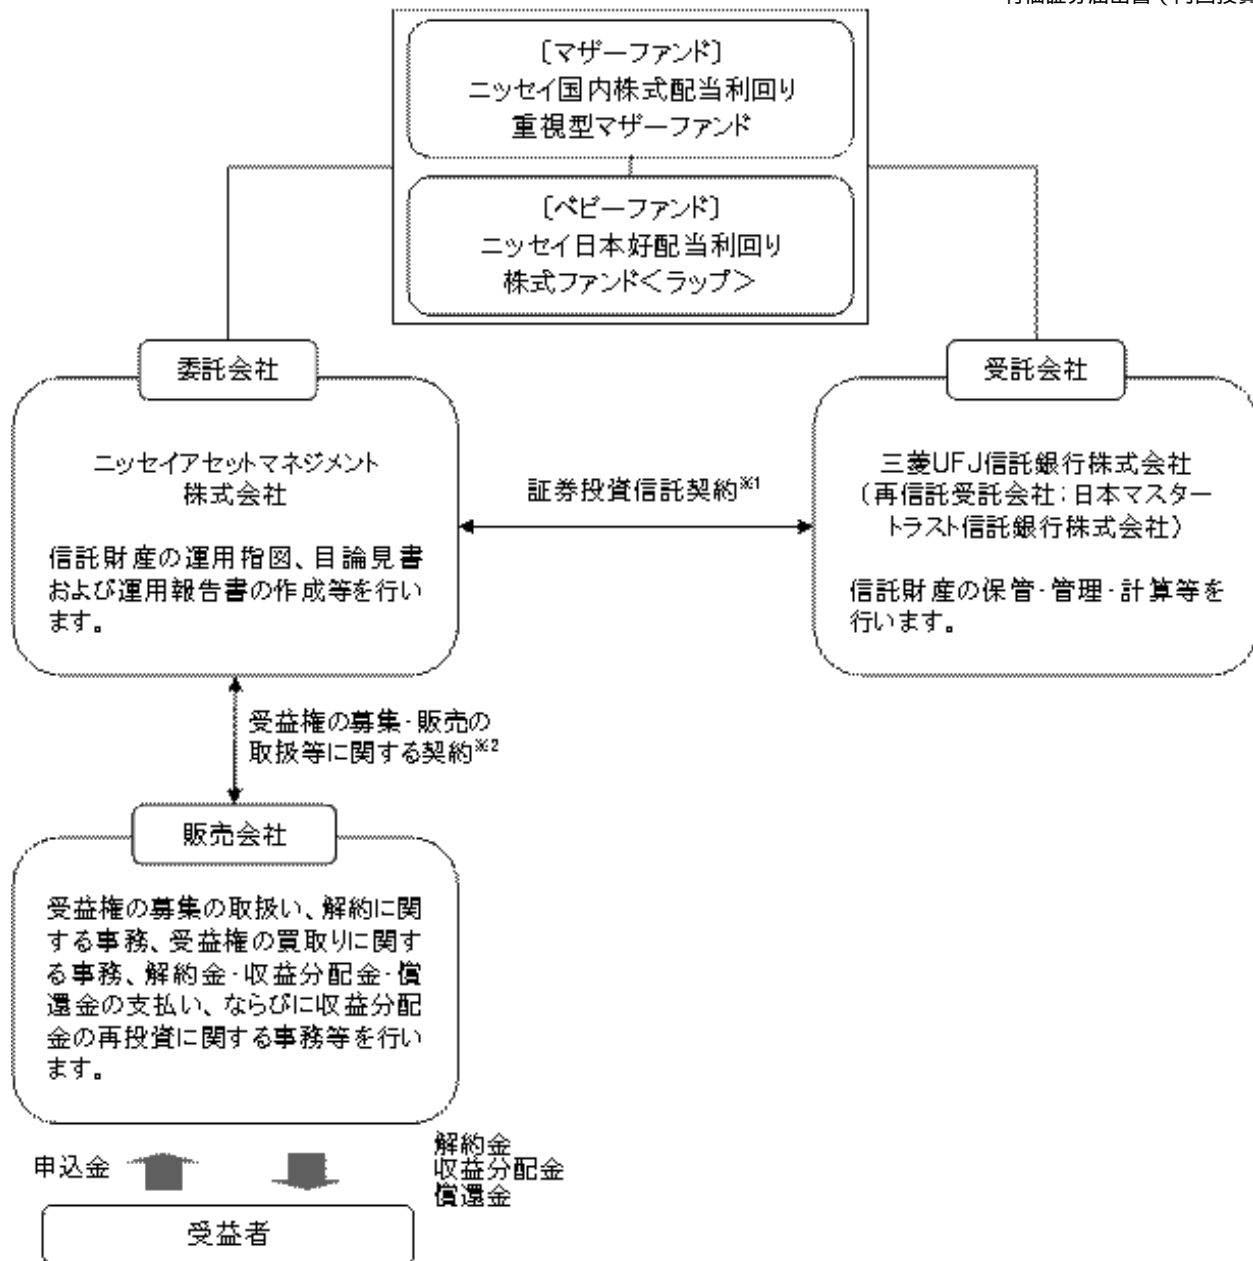 〔マザーファンド〕
ニッセイ国内株式配当利回り
重視型マザーファンド
〔ベビーファンド〕
ニッセイ日本好配当利回り
株式ファンド＜ラップ＞
委託会社
ニッセイアセットマネジメント
株式会社
信託財産の運用指図、目論見書
および運用報告書の作成等を行い
ます。
証券投資信託契約※1
受託会社
三菱UFJ信託銀行株式会社
（再信託受託会社：日本マスター
トラスト信託銀行株式会社）
信託財産の保管・管理・計算等を
行います。
受益権の募集・販売の
取扱等に関する契約※2
販売会社
受益権の募集の取扱い、解約に関
する事務、受益権の買取りに関す
る事務、解約金・収益分配金・償
還金の支払い、ならびに収益分配
金の再投資に関する事務等を行い
ます。
申込金
解約金
収益分配金
償還金
受益者